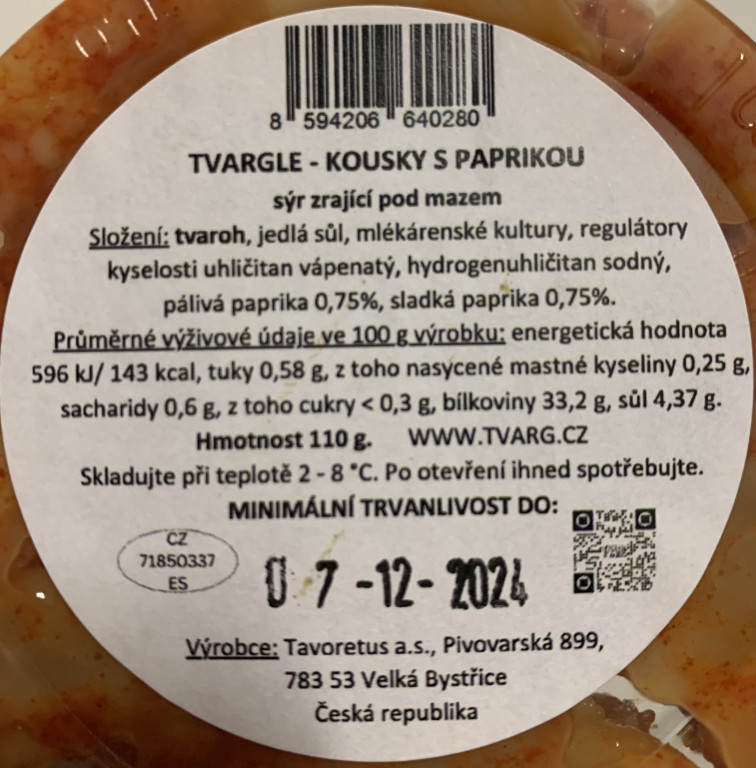 8 594206 640280
TVARGLE - KOUSKY S PAPRIKOU
sýr zrající pod mazem
Složení: tvaroh, jedlá sůl, mlékárenské kultury, regulátory
kyselosti uhličitan vápenatý, hydrogenuhličitan sodný,
pálivá paprika 0,75%, sladká paprika 0,75%.
Průměrné výživové údaje ve 100 g výrobku: energetická hodnota
596 kJ/ 143 kcal, tuky 0,58 g, z toho nasycené mastné kyseliny 0,25 g,
sacharidy 0,6 g, z toho cukry < 0,3 g, bílkoviny 33,2 g, sůl 4,37 g.
Hmotnost 110 g. WWW.TVARG.CZ
Skladujte při teplotě 2 - 8 °C. Po otevření ihned spotřebujte.
MINIMÁLNÍ TRVANLIVOST DO:
CZ
71850337
ES
07-12-2024
Výrobce: Tavoretus a.s., Pivovarská 899,
783 53 Velká Bystřice
Česká republika